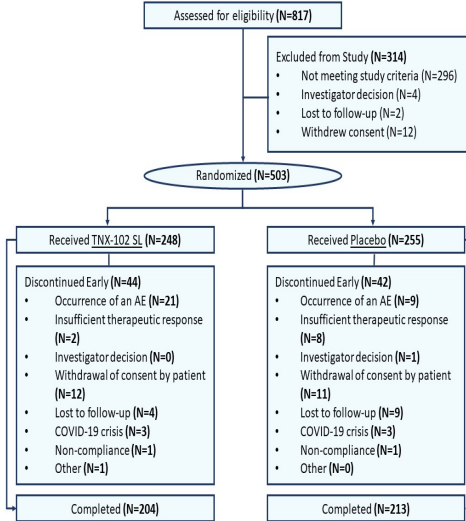 Assessed for eligibility (N=817)
Excluded from Study (N=314)
• Not meeting study criteria (N=296)
• Investigator decision (N=4)
• Lost to follow-up (N=2)
• Withdrew consent (N=12)
Randomized (N=503)
Received TNX-102 SL (N=248)
Discontinued Early (N=44)
• Occurrence of an AE (N=21)
• Insufficient therapeutic response
(N=2)
• Investigator decision (N=0)
• Withdrawal of consent by patient
(N=12)
• Lost to follow-up (N=4)
• COVID-19 crisis (N=3)
• Non-compliance (N=1)
• Other (N=1)
Completed (N=204)
Received Placebo (N=255)
Discontinued Early (N=42)
• Occurrence of an AE (N=9)
• Insufficient therapeutic response
(N=8)
• Investigator decision (N=1)
• Withdrawal of consent by patient
(N=11)
• Lost to follow-up (N=9)
• COVID-19 crisis (N=3)
• Non-compliance (N=1)
• Other (N=0)
Completed (N=213)